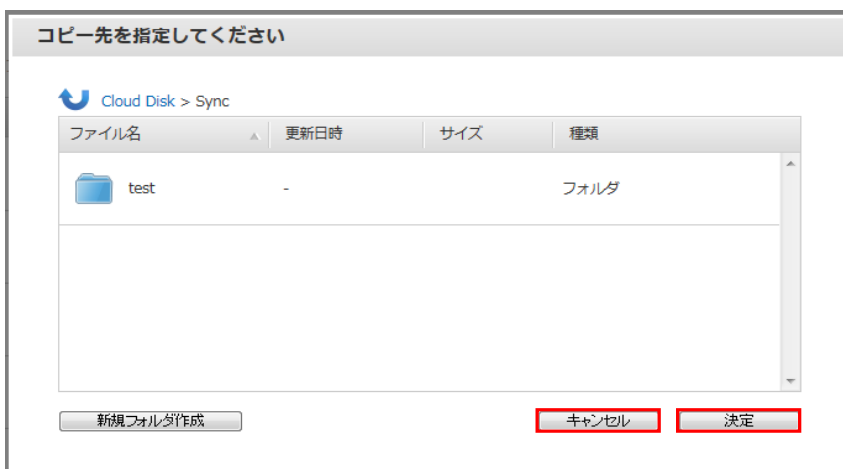 コピー先を指定してください
Cloud Disk > Sync
ファイル名 更新日時 サイズ 種類
test - フォルダ
新規フォルダ作成 キャンセル 決定